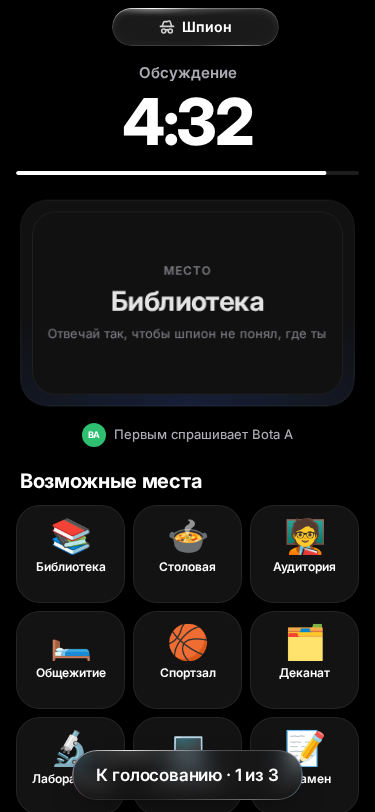 Шпион
Обсуждение
4:32
МЕСТО
Библиотека
Отвечай так, чтобы шпион не понял, где ты
BA Первым спрашивает Bota A
Возможные места
Библиотека Столовая Аудитория
Общежитие Спортзал Деканат
К голосованию · 1 из 3